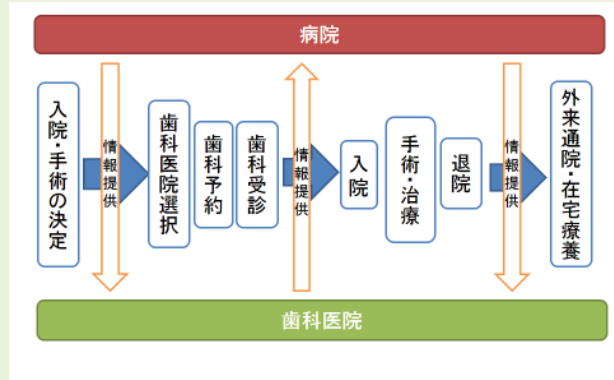 病院
入院・手術の決定
情報提供
歯科医院選択
歯科予約
歯科受診
情報提供
入院
手術・治療
退院
情報提供
外来通院・在宅療養
歯科医院